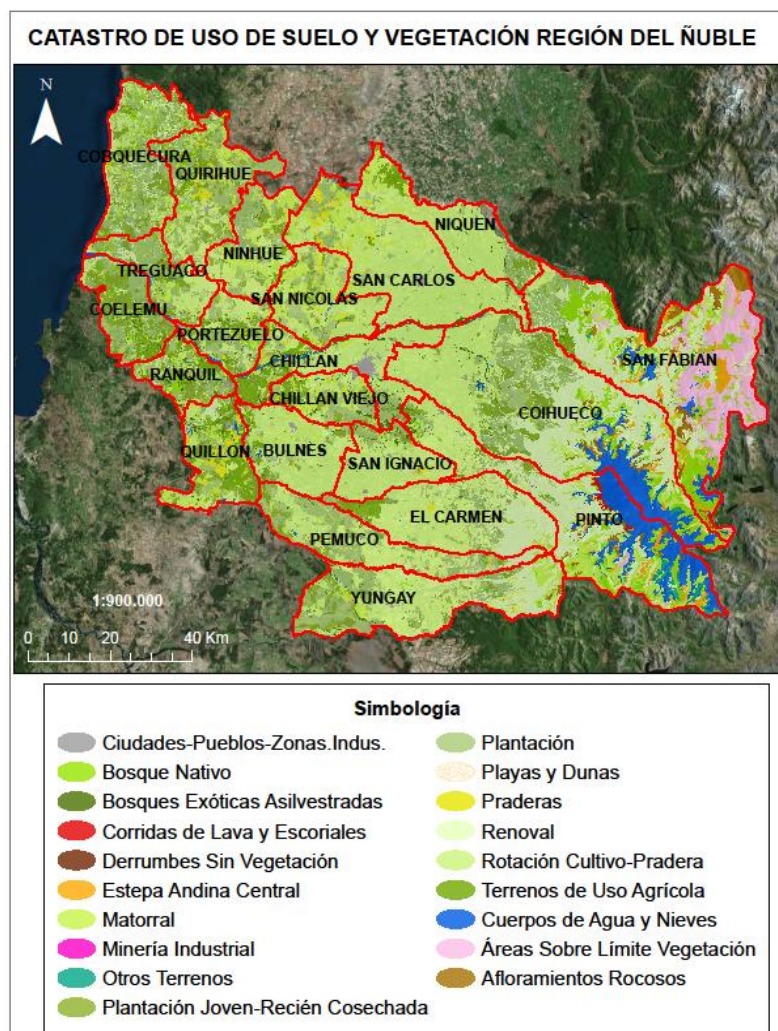 CATASTRO DE USO DE SUELO Y VEGETACIÓN REGIÓN DEL ÑUBLE
N
COBQUECURA
QUIRIHUE
NIQUEN
NINHUE
TREGUACO
SAN CARLOS
COELEMU
SAN NICOLAS
PORTEZUELO
CHILLAN
SAN FABIAN
RANQUIL
CHILLAN VIEJO
COIHUECO
QUILLON
BULNES
SAN IGNACIO
EL CARMEN
PINTO
PEMUCO
YUNGAY
1:900.000
0 10 20 40 Km
Simbología
Ciudades-Pueblos-Zonas.Indus.
Bosque Nativo
Bosques Exóticas Asilvestradas
Corridas de Lava y Escoriales
Derrumbes Sin Vegetación
Estepa Andina Central
Matorral
Minería Industrial
Otros Terrenos
Plantación Joven-Recién Cosechada
Plantación
Playas y Dunas
Praderas
Renoval
Rotación Cultivo-Pradera
Terrenos de Uso Agrícola
Cuerpos de Agua y Nieves
Áreas Sobre Límite Vegetación
Afloramientos Rocosos